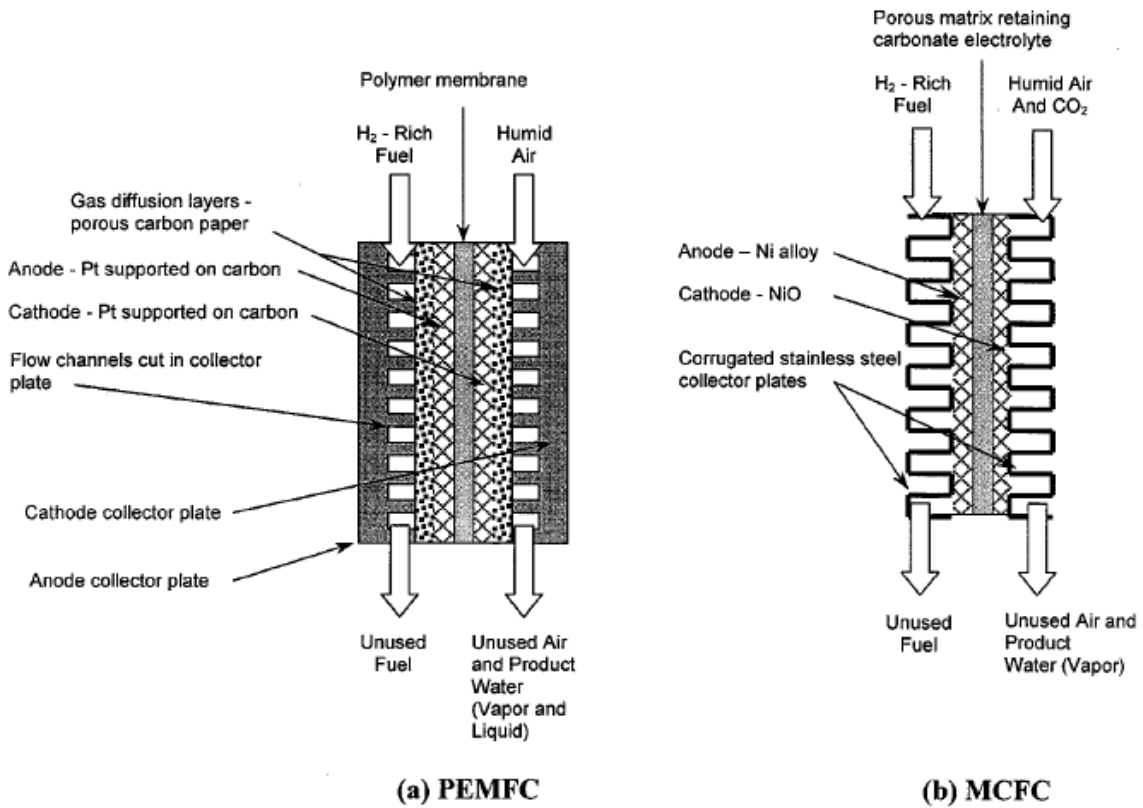 Polymer membrane
H₂ - Rich
Fuel
Humid
Air
Gas diffusion layers -
porous carbon paper
Anode - Pt supported on carbon
Cathode - Pt supported on carbon
Flow channels cut in collector
plate
Cathode collector plate
Anode collector plate
Unused
Fuel
Unused Air
and Product
Water
(Vapor and
Liquid)
(a) PEMFC
Porous matrix retaining
carbonate electrolyte
H₂ - Rich
Fuel
Humid Air
And CO₂
Anode – Ni alloy
Cathode - NiO
Corrugated stainless steel
collector plates
Unused
Fuel
Unused Air and
Product
Water (Vapor)
(b) MCFC